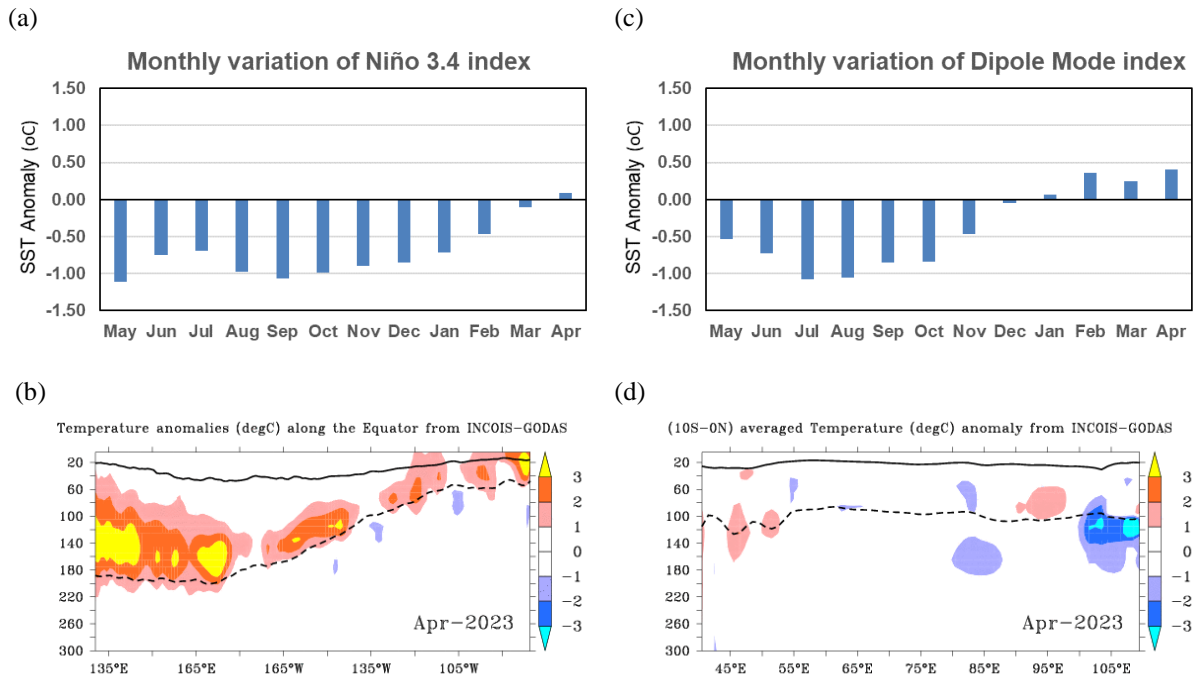 (a)
Monthly variation of Niño 3.4 index
1.50
1.00
0.50
0.00
-0.50
-1.00
-1.50
SST Anomaly (oC)
May Jun Jul Aug Sep Oct Nov Dec Jan Feb Mar Apr
(c)
Monthly variation of Dipole Mode index
1.50
1.00
0.50
0.00
-0.50
-1.00
-1.50
SST Anomaly (oC)
May Jun Jul Aug Sep Oct Nov Dec Jan Feb Mar Apr
(b)
Temperature anomalies (degC) along the Equator from INCOIS-GODAS
20
60
100
140
180
220
260
300
Apr-2023
135°E 165°E 165°W 135°W 105°W
3
2
1
0
-1
-2
-3
(d)
(10S-0N) averaged Temperature (degC) anomaly from INCOIS-GODAS
20
60
100
140
180
220
260
300
Apr-2023
45°E 55°E 65°E 75°E 85°E 95°E 105°E
3
2
1
0
-1
-2
-3